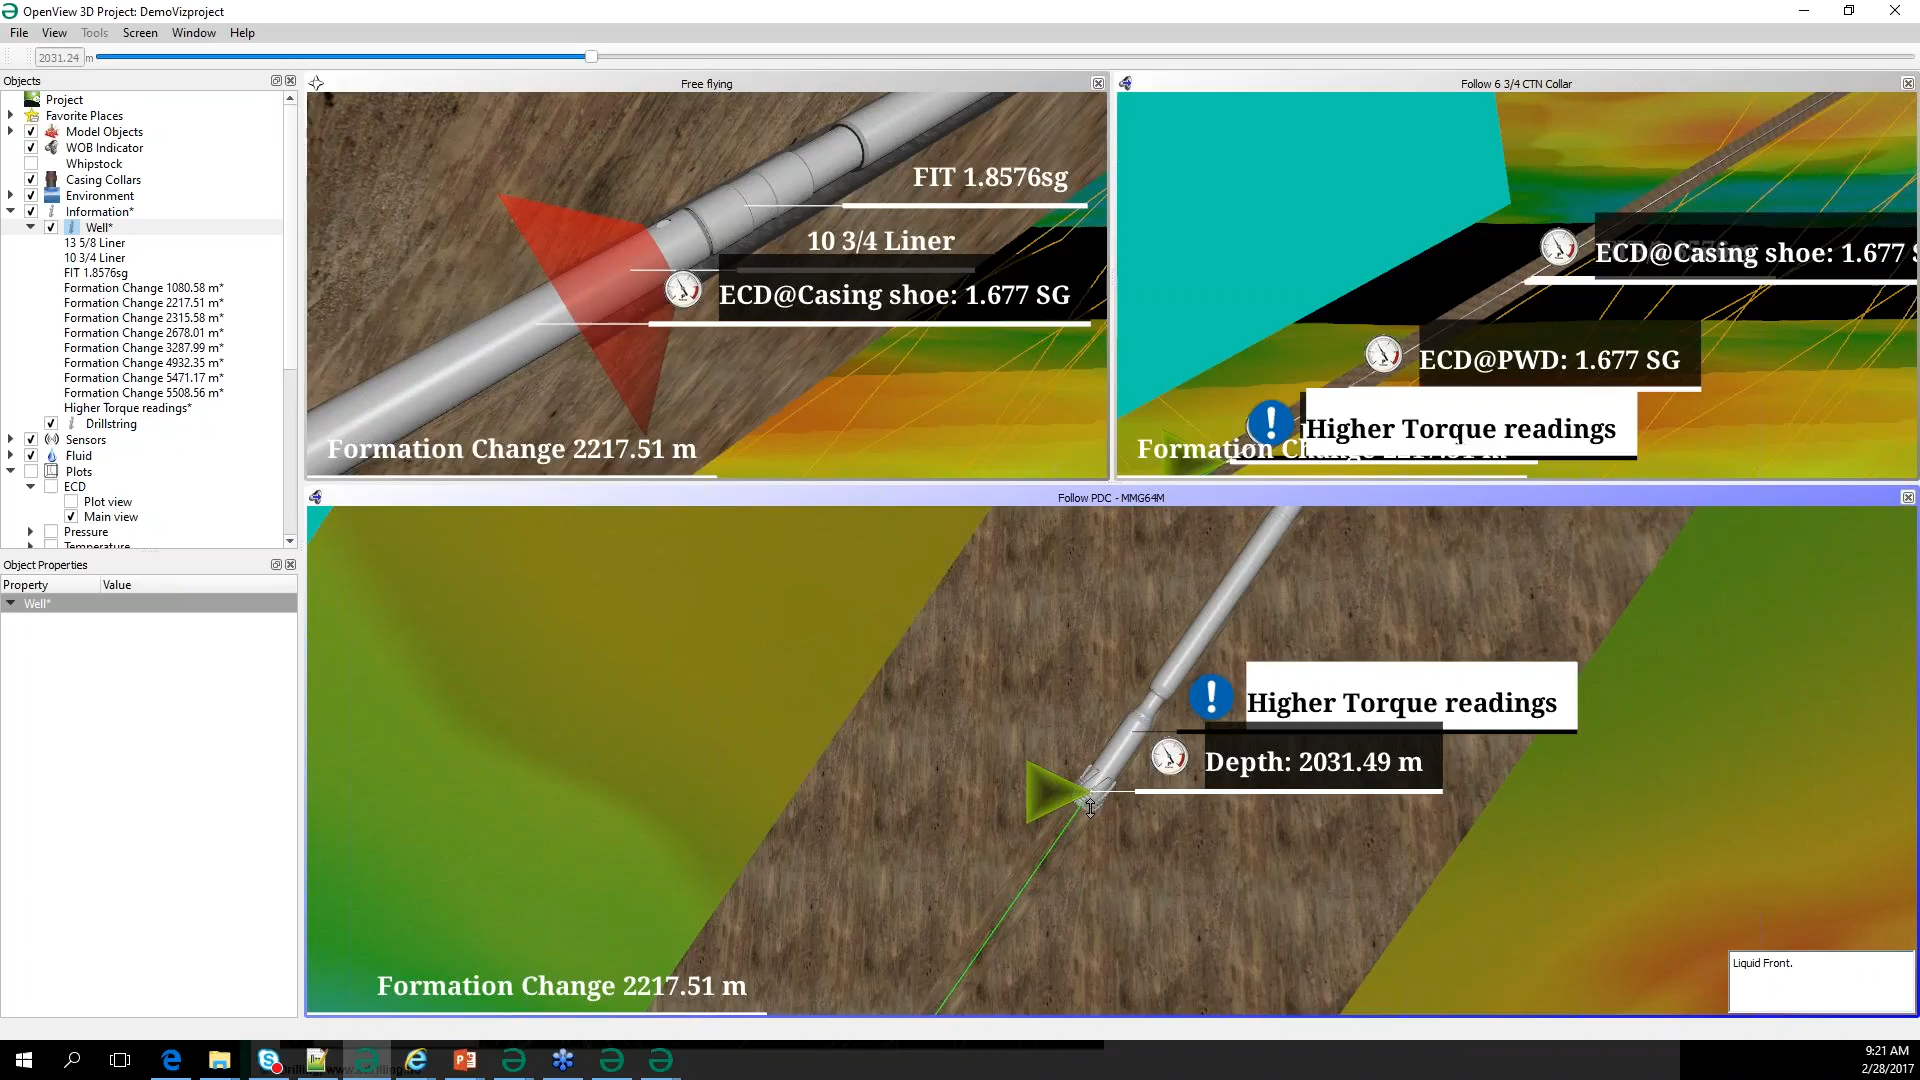 OpenView 3D Project: DemoVizproject
File View Tools Screen Window Help
2031.24 m
Objects
Project
Favorite Places
Model Objects
WOB Indicator
Whipstock
Casing Collars
Environment
Information*
Well*
13 5/8 Liner
10 3/4 Liner
FIT 1.8576sg
Formation Change 1080.58 m*
Formation Change 2217.51 m*
Formation Change 2315.58 m*
Formation Change 2678.01 m*
Formation Change 3287.99 m*
Formation Change 4932.35 m*
Formation Change 5471.17 m*
Formation Change 5508.56 m*
Higher Torque readings*
Drillstring
Sensors
Fluid
Plots
ECD
Plot view
Main view
Pressure
Temperature
Object Properties
Property Value
Well*
Free flying
FIT 1.8576sg
10 3/4 Liner
ECD@Casing shoe: 1.677 SG
Formation Change 2217.51 m
Follow 6 3/4 CTN Collar
ECD@Casing shoe: 1.677 S
ECD@PWD: 1.677 SG
Higher Torque readings
Formation
Follow PDC - MMG64M
Higher Torque readings
Depth: 2031.49 m
Formation Change 2217.51 m
Liquid Front.
9:21 AM
2/28/2017